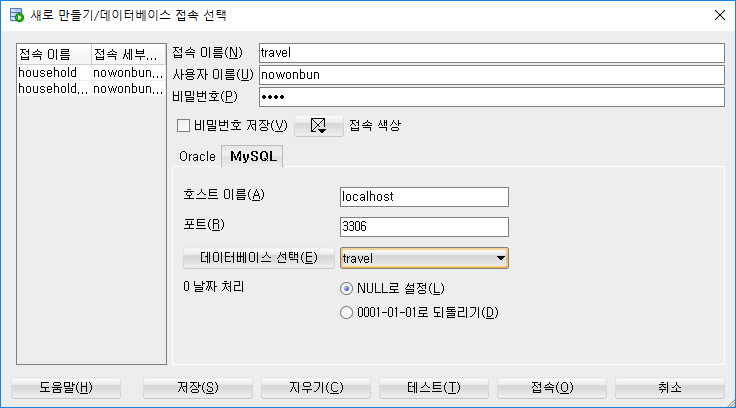 새로 만들기/데이터베이스 접속 선택
접속 이름 접속 세부...
household nowonbun...
household... nowonbun...
접속 이름(N) travel
사용자 이름(U) nowonbun
비밀번호(P) ••••
비밀번호 저장(V) 접속 색상
Oracle MySQL
호스트 이름(A) localhost
포트(R) 3306
데이터베이스 선택(E) travel
0 날짜 처리 NULL로 설정(L)
0001-01-01로 되돌리기(D)
도움말(H) 저장(S) 지우기(C) 테스트(T) 접속(O) 취소